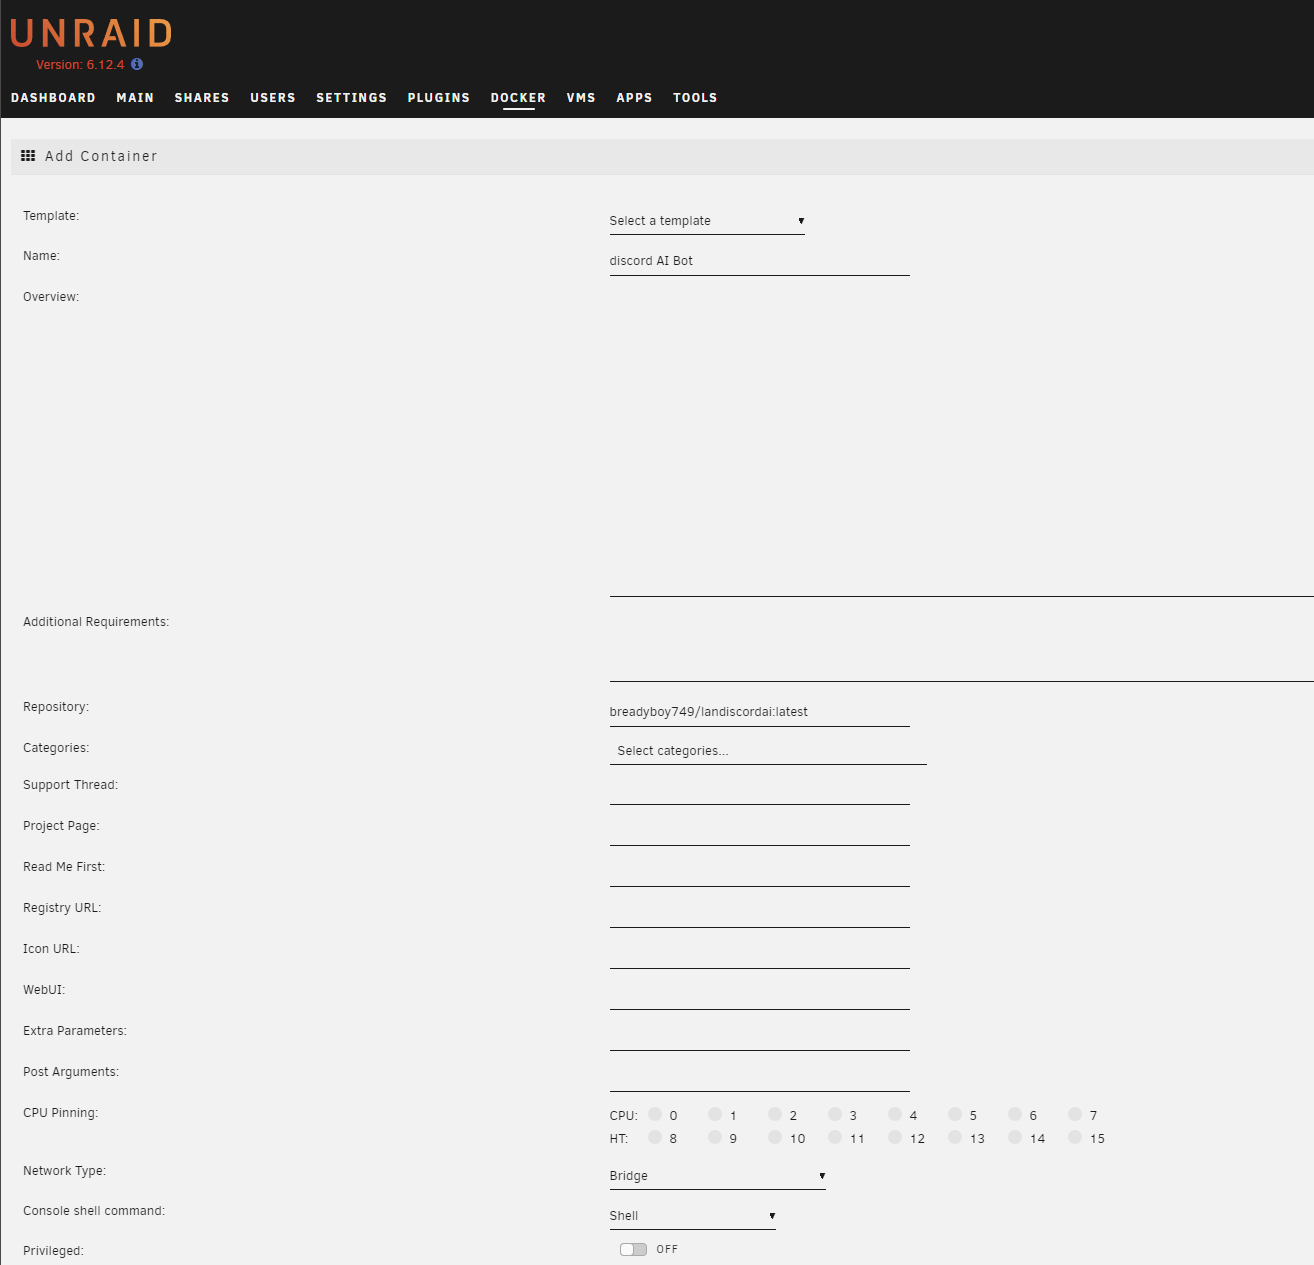 UNRAID
Version: 6.12.4
DASHBOARD MAIN SHARES USERS SETTINGS PLUGINS DOCKER VMS APPS TOOLS
Add Container
Template: Select a template
Name: discord AI Bot
Overview:
Additional Requirements:
Repository: breadyboy749/landiscordai:latest
Categories: Select categories...
Support Thread:
Project Page:
Read Me First:
Registry URL:
Icon URL:
WebUI:
Extra Parameters:
Post Arguments:
CPU Pinning: CPU: 0 1 2 3 4 5 6 7
HT: 8 9 10 11 12 13 14 15
Network Type: Bridge
Console shell command: Shell
Privileged: OFF